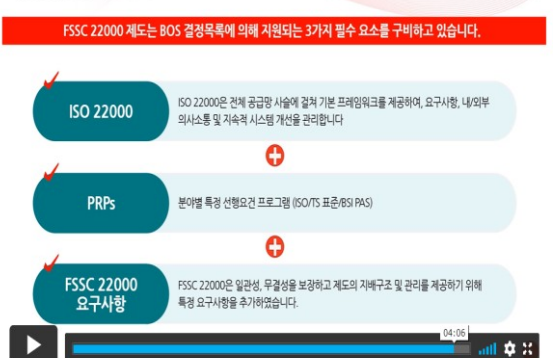 FSSC 22000 제도는 BOS 결정목록에 의해 지원되는 3가지 필수 요소를 구비하고 있습니다.
ISO 22000
ISO 22000은 전체 공급망 사슬에 걸쳐 기본 프레임워크를 제공하여, 요구사항, 내/외부
의사소통 및 지속적 시스템 개선을 관리합니다
PRPs
분야별 특정 선행요건 프로그램 (ISO/TS 표준/BSI PAS)
FSSC 22000
요구사항
FSSC 22000은 일관성, 무결성을 보장하고 제도의 지배구조 및 관리를 제공하기 위해
특정 요구사항을 추가하였습니다.
04:06